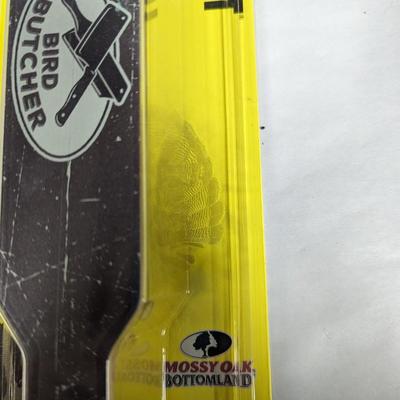 BIRD
BUTCHER
MOSSY OAK
BOTTOMLAND